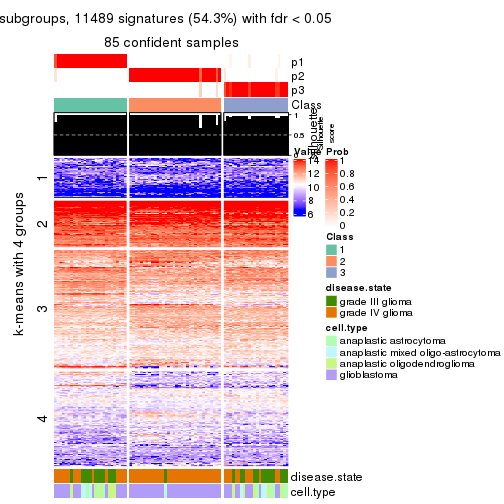 subgroups, 11489 signatures (54.3%) with fdr < 0.05
85 confident samples
p1
p2
p3
Class
1
0.5
Silhouette
score
k-means with 4 groups
1
2
3
4
Value
14
12
10
8
6
Prob
1
0.8
0.6
0.4
0.2
0
Class
1
2
3
disease.state
grade III glioma
grade IV glioma
cell.type
anaplastic astrocytoma
anaplastic mixed oligo-astrocytoma
anaplastic oligodendroglioma
glioblastoma
disease.state
cell.type